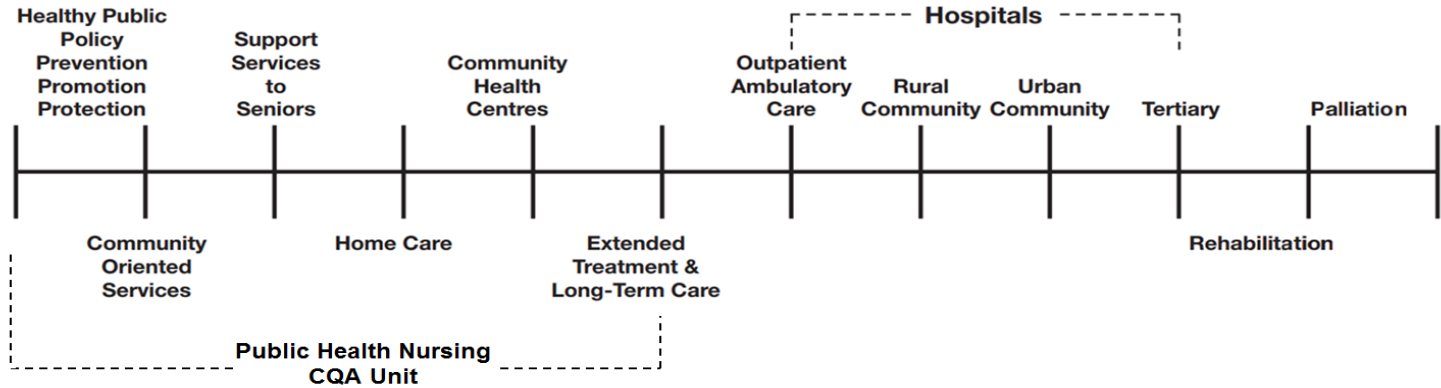 Healthy Public
Policy
Prevention
Promotion
Protection
Support
Services
to
Seniors
Community
Health
Centres
Hospitals
Outpatient
Ambulatory
Care
Rural
Community
Urban
Community
Tertiary
Palliation
Community
Oriented
Services
Home Care
Extended
Treatment &
Long-Term Care
Rehabilitation
Public Health Nursing
CQA Unit